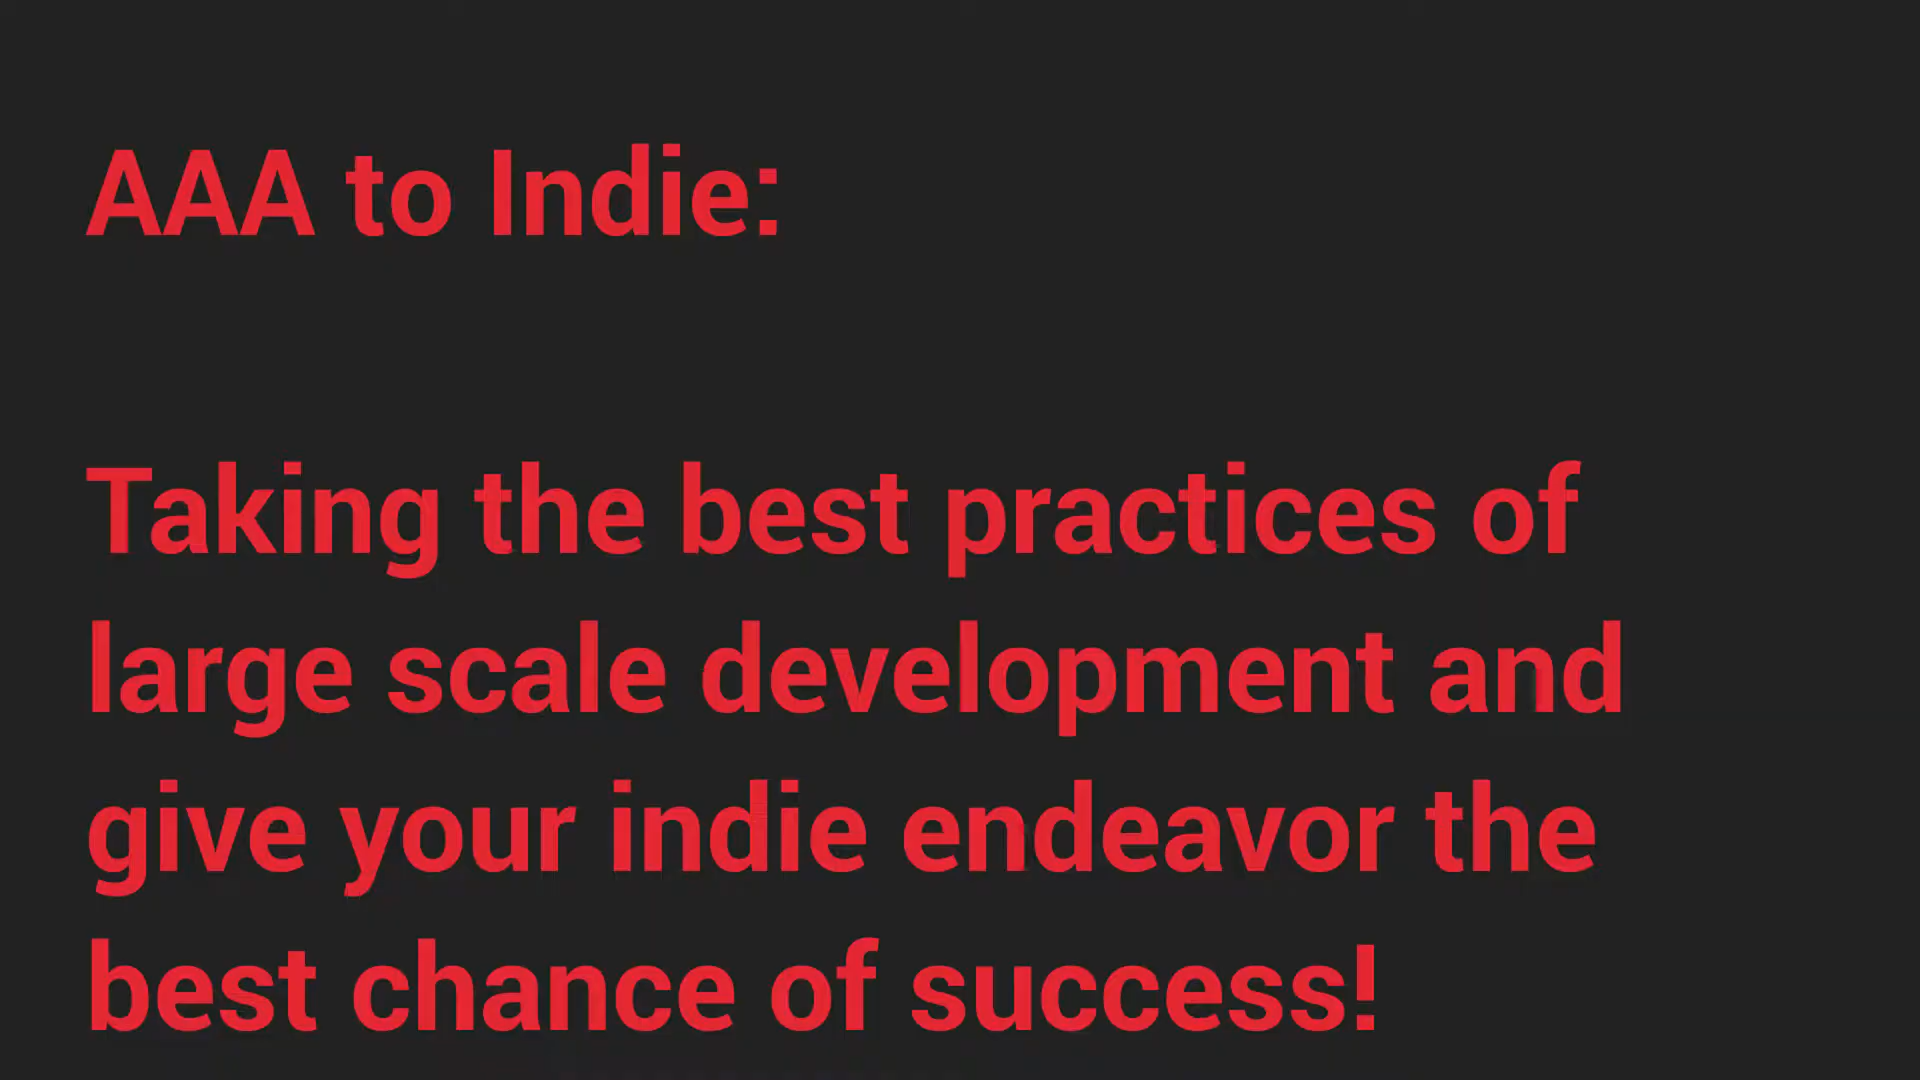 AAA to Indie:
Taking the best practices of
large scale development and
give your indie endeavor the
best chance of success!